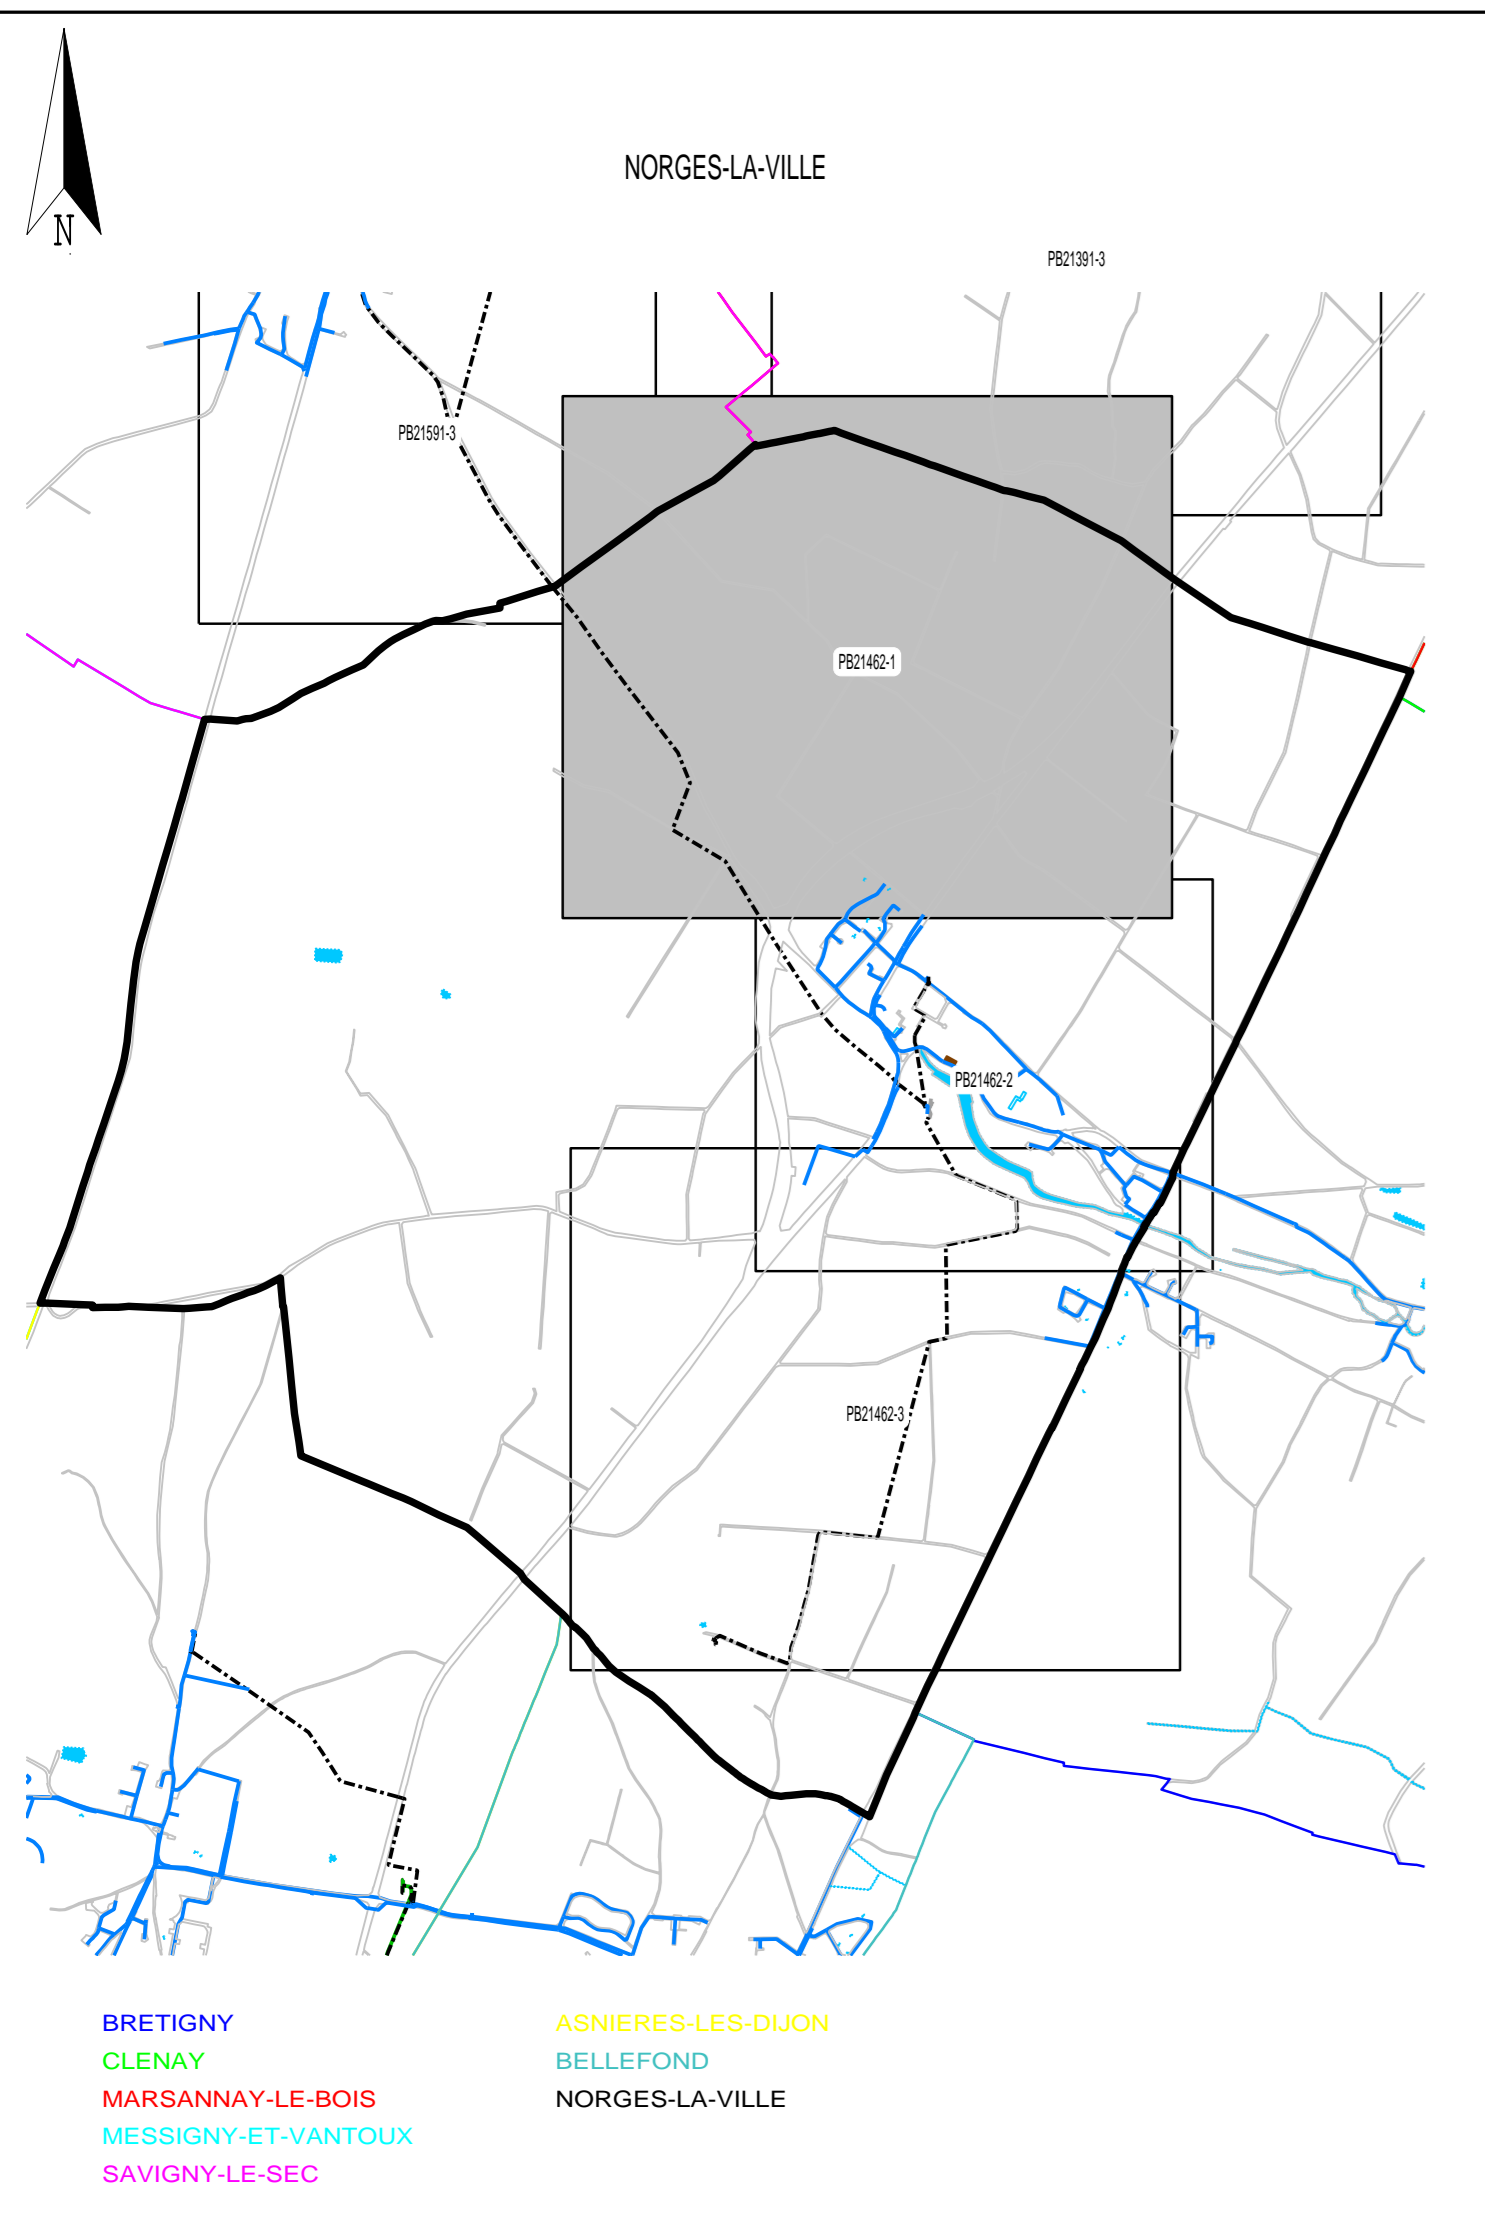 NORGES-LA-VILLE
N
PB21391-3
PB21591-3
PB21462-1
PB21462-2
PB21462-3
BRETIGNY
CLENAY
MARSANNAY-LE-BOIS
MESSIGNY-ET-VANTOUX
SAVIGNY-LE-SEC
ASNIERES-LES-DIJON
BELLEFOND
NORGES-LA-VILLE